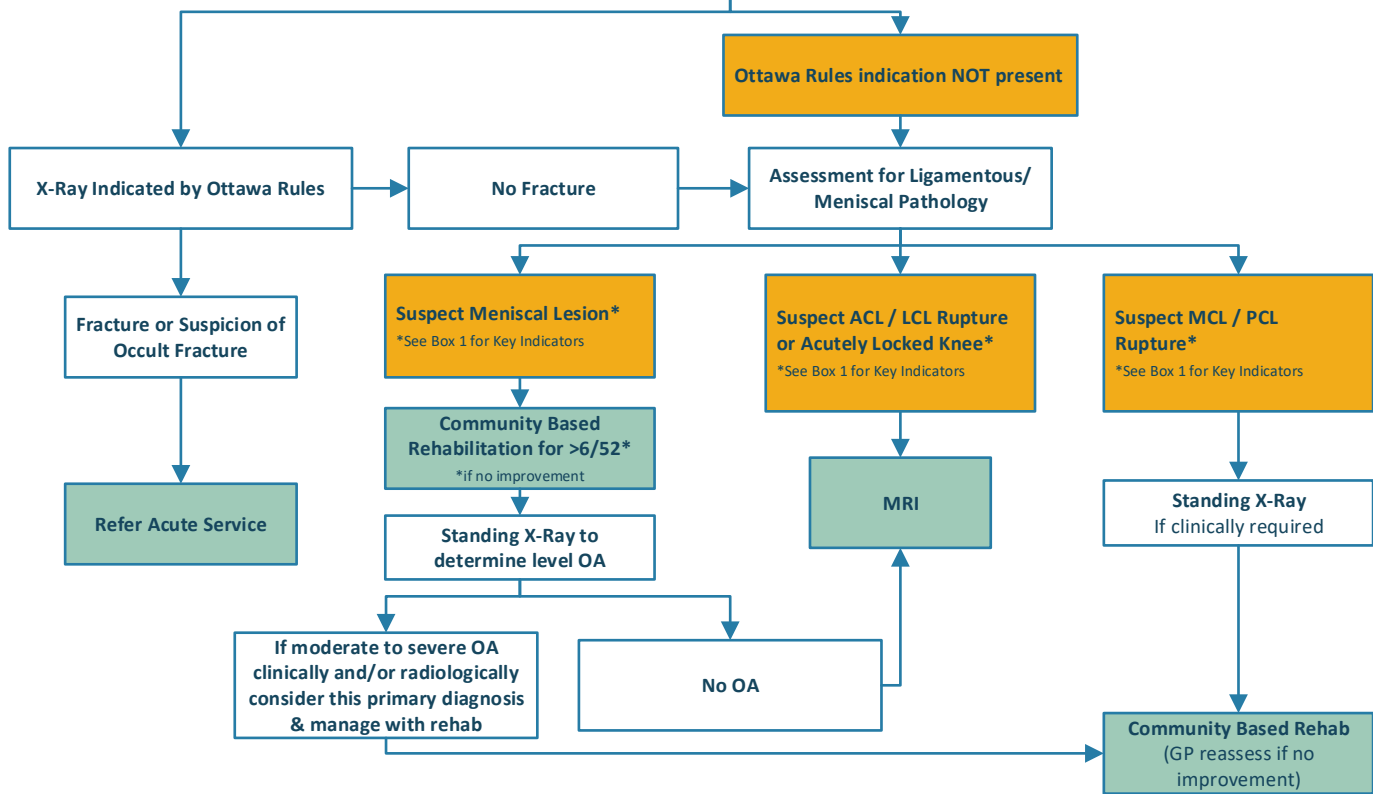 Ottawa Rules indication NOT present
X-Ray Indicated by Ottawa Rules
No Fracture
Assessment for Ligamentous/
Meniscal Pathology
Fracture or Suspicion of
Occult Fracture
Suspect Meniscal Lesion*
*See Box 1 for Key Indicators
Suspect ACL / LCL Rupture
or Acutely Locked Knee*
*See Box 1 for Key Indicators
Suspect MCL / PCL
Rupture*
*See Box 1 for Key Indicators
Community Based
Rehabilitation for >6/52*
*if no improvement
Refer Acute Service
MRI
Standing X-Ray
If clinically required
Standing X-Ray to
determine level OA
If moderate to severe OA
clinically and/or radiologically
consider this primary diagnosis
& manage with rehab
No OA
Community Based Rehab
(GP reassess if no
improvement)